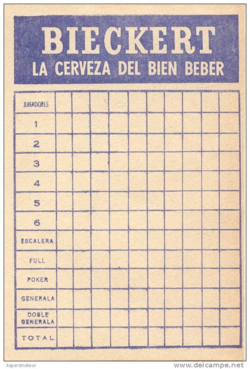 BIECKERT
LA CERVEZA DEL BIEN BEBER
JUGADORES
1
2
3
4
5
6
ESCALERA
FULL
POKER
GENERALA
DOBLE
GENERALA
TOTAL
Aspenandear
www.delcampe.net